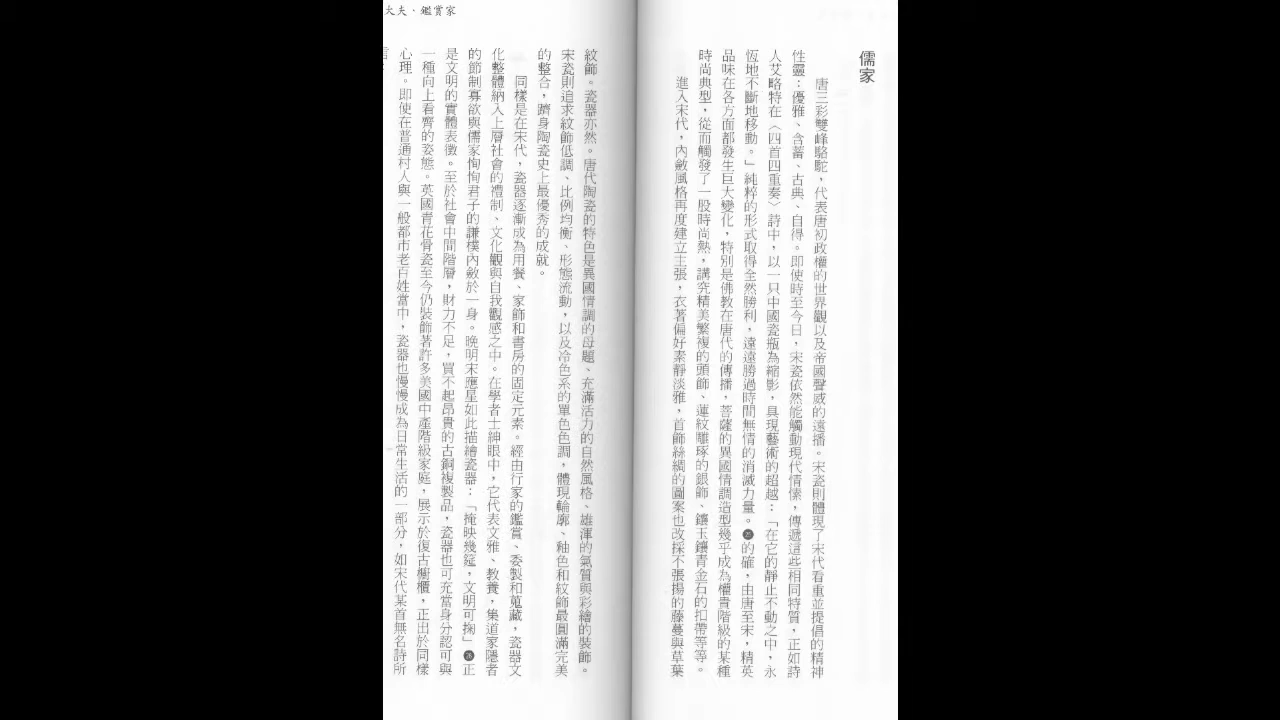 儒家
唐三彩雙峰駱駝，代表唐初政權的世界觀以及帝國聲威的遠播。宋瓷則體現了宋代看重並提倡的精神
性靈：優雅、含蓄、古典、自得。即使時至今日，宋瓷依然能觸動現代情愫，傳遞這些相同特質，正如詩
人艾略特在〈四首四重奏〉詩中，以一只中國瓷瓶為縮影，具現藝術的超越：「在它的靜止不動之中，永
恆地不斷地移動。」純粹的形式取得全然勝利，遠遠勝過時間無情的消滅力量。㉕的確，由唐至宋，精英
品味在各方面都發生巨大變化，特別是佛教在唐代的傳播，菩薩的異國情調造型幾乎成為權貴階級的某種
時尚典型，從而觸發了一股時尚熱，講究精美繁複的頭飾、蓮紋雕琢的銀飾、鑲玉鑲青金石的扣帶等等。
進入宋代，內斂風格再度建立主張，衣著偏好素靜淡雅，首飾絲綢的圖案也改採不張揚的藤蔓與草葉
紋飾。瓷器亦然。唐代陶瓷的特色是異國情調的母題、充滿活力的自然風格、雄渾的氣質與彩繪的裝飾。
宋瓷則追求紋飾低調、比例均衡、形態流動，以及冷色系的單色色調，體現輪廓、釉色和紋飾最圓滿完美
的整合，躋身陶瓷史上最優秀的成就。
同樣是在宋代，瓷器逐漸成為用餐、家飾和書房的固定元素。經由行家的鑑賞、委製和蒐藏，瓷器文
化整體納入上層社會的禮制、文化觀與自我觀感之中。在學者士紳眼中，它代表文雅、教養，集道家隱者
的節制寡欲與儒家恂恂君子的謙樸內斂於一身。晚明宋應星如此描繪瓷器：「掩映幾筵，文明可掬」㉖正
是文明的實體表徵。至於社會中間階層，財力不足，買不起昂貴的古銅複製品，瓷器也可充當身分認可與
一種向上看齊的姿態。英國青花骨瓷至今仍裝飾著許多美國中產階級家庭，展示於復古櫥櫃，正出於同樣
心理。即使在普通村人與一般都市老百姓當中，瓷器也慢慢成為日常生活的一部分，如宋代某首無名詩所
大夫・鑑賞家